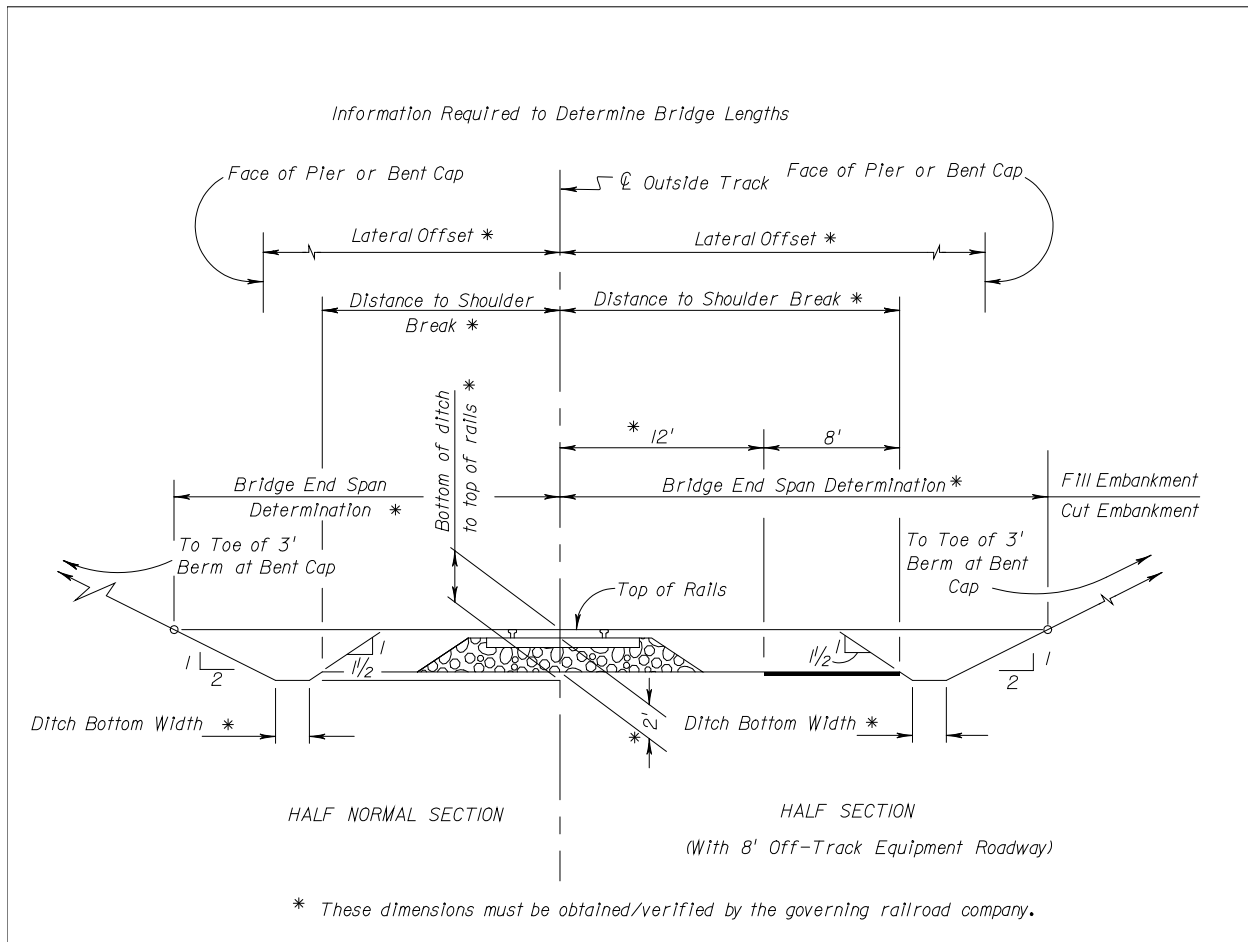 Information Required to Determine Bridge Lengths
Face of Pier or Bent Cap
℄ Outside Track
Face of Pier or Bent Cap
Lateral Offset *
Lateral Offset *
Distance to Shoulder
Break *
Distance to Shoulder Break *
Bottom of ditch
to top of rails *
* 12'
8'
Bridge End Span
Determination *
Bridge End Span Determination *
Fill Embankment
Cut Embankment
To Toe of 3'
Berm at Bent Cap
To Toe of 3'
Berm at Bent
Cap
Top of Rails
1
2
1
1½
1
1½
1
2
Ditch Bottom Width *
2'
*
Ditch Bottom Width *
HALF NORMAL SECTION
HALF SECTION
(With 8' Off-Track Equipment Roadway)
* These dimensions must be obtained/verified by the governing railroad company.